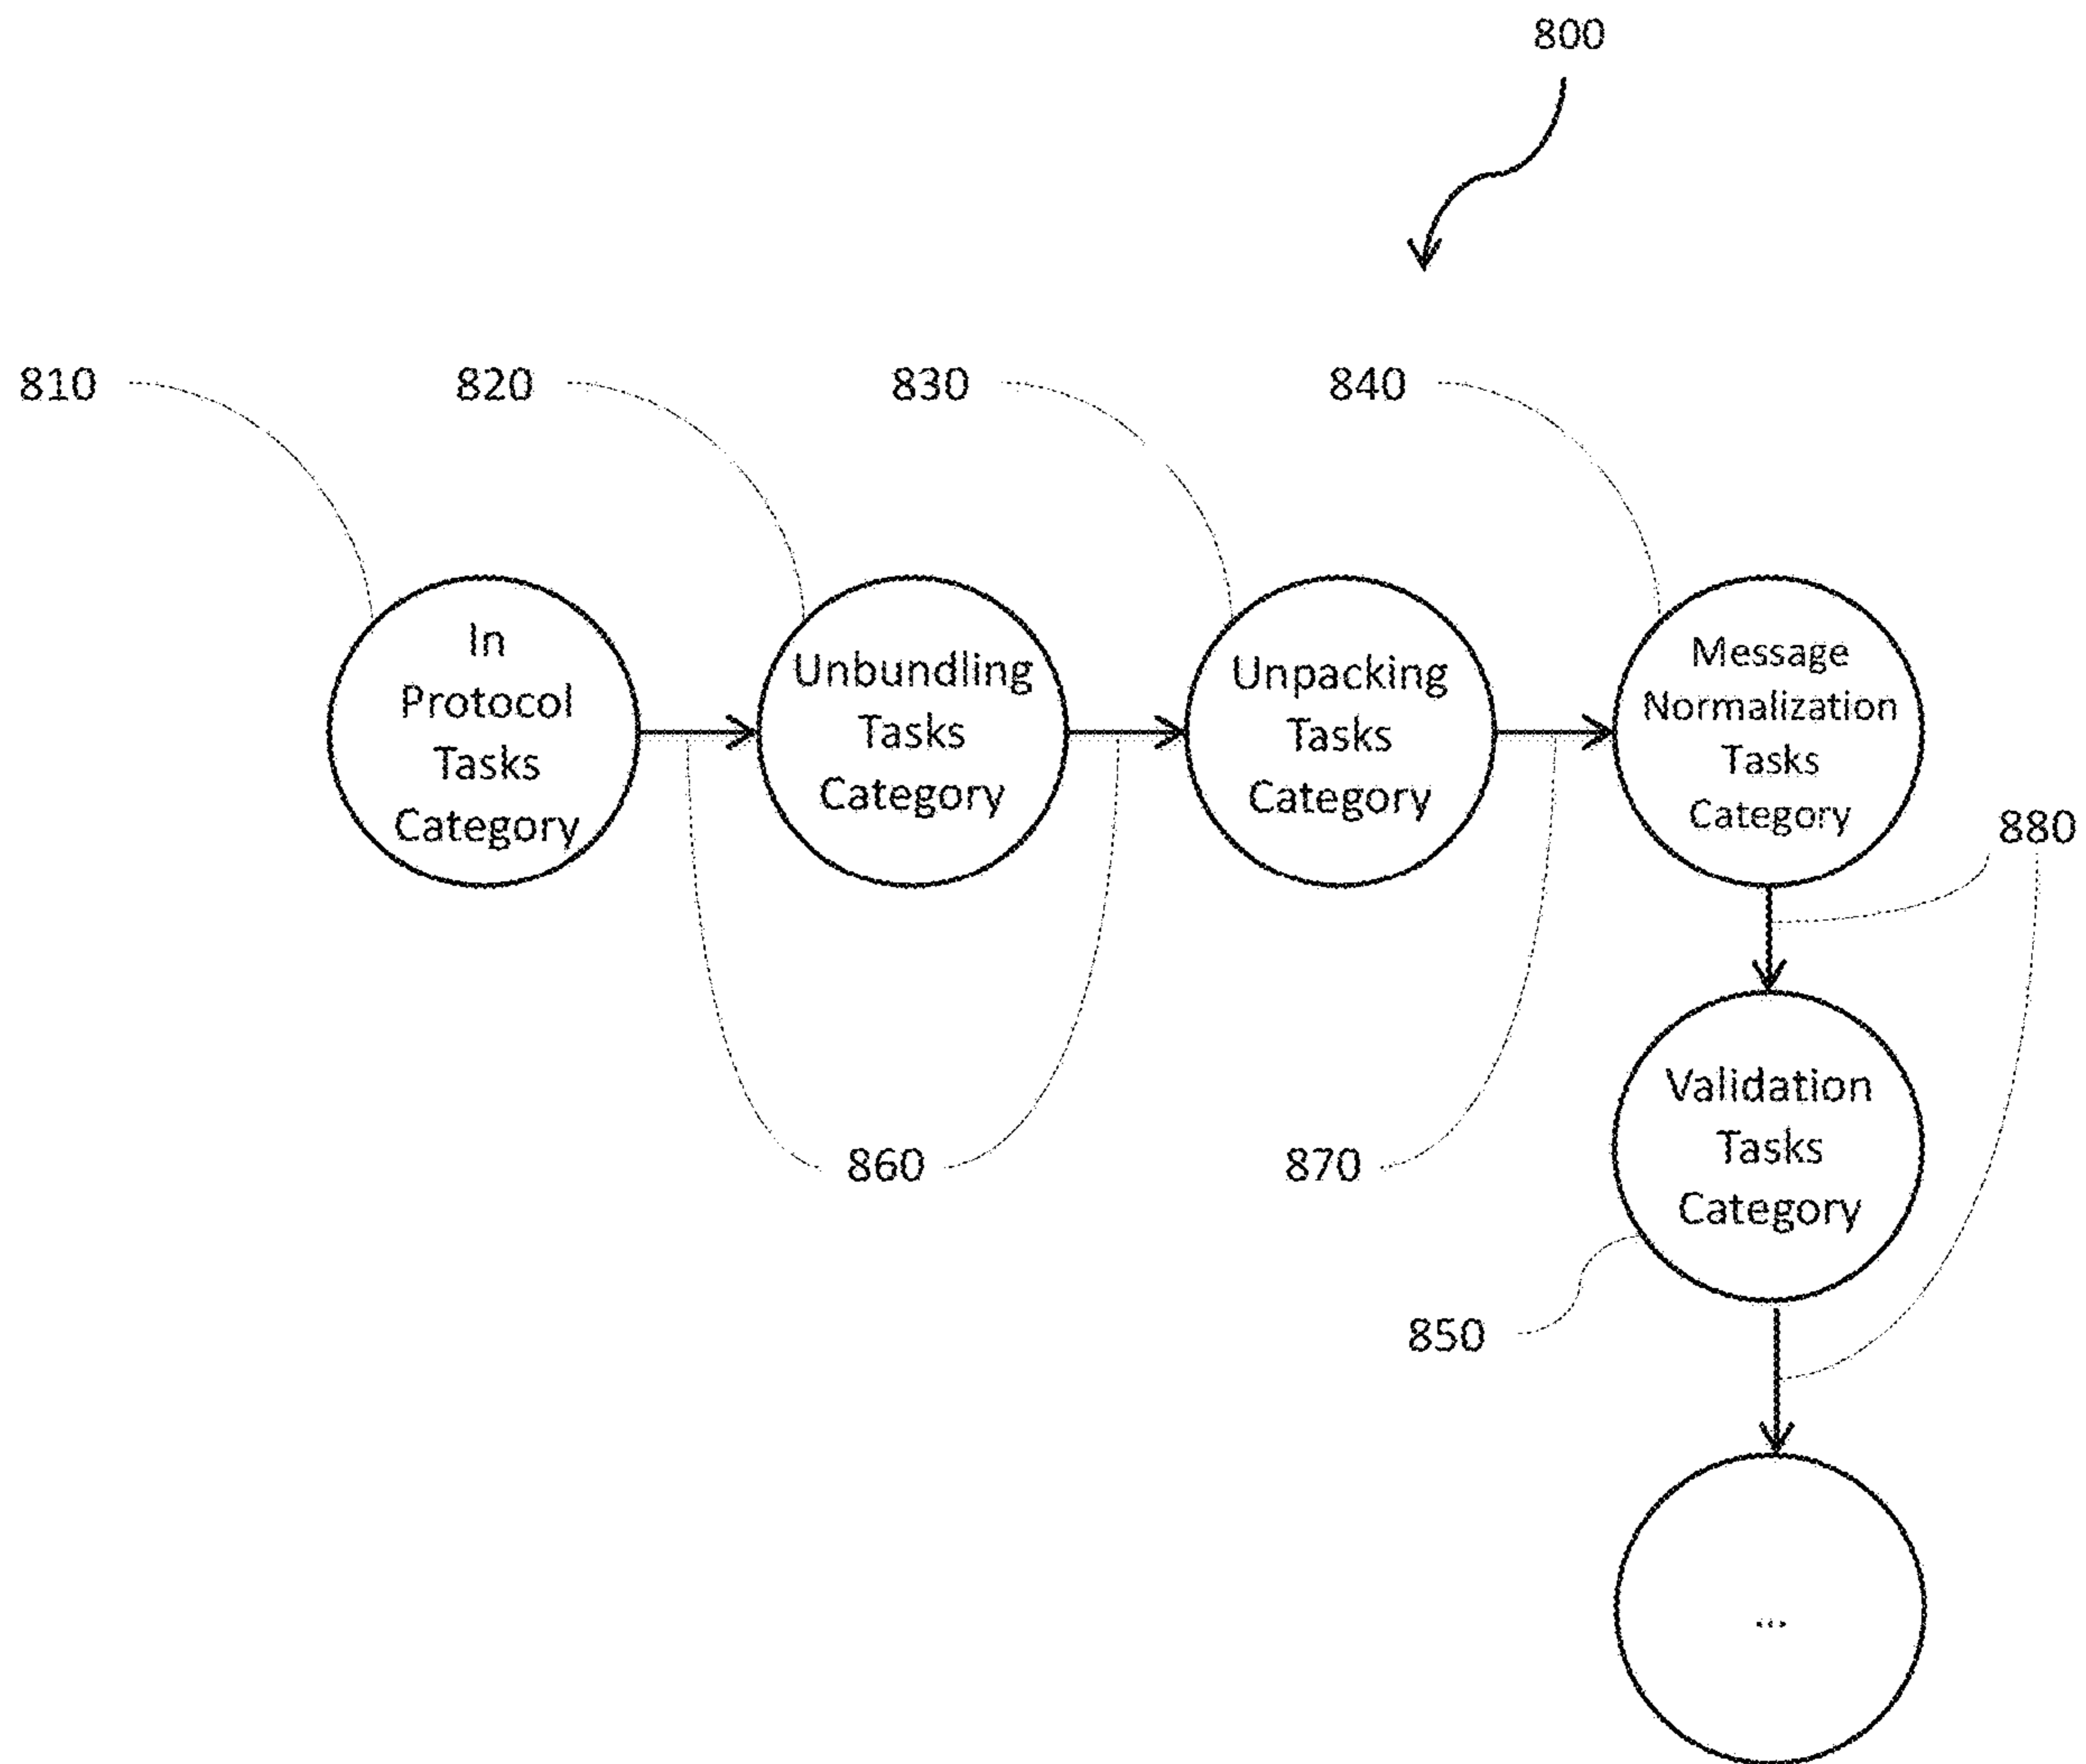 800
810
820
830
840
In
Protocol
Tasks
Category
Unbundling
Tasks
Category
Unpacking
Tasks
Category
Message
Normalization
Tasks
Category
880
Validation
Tasks
Category
860
870
850
...